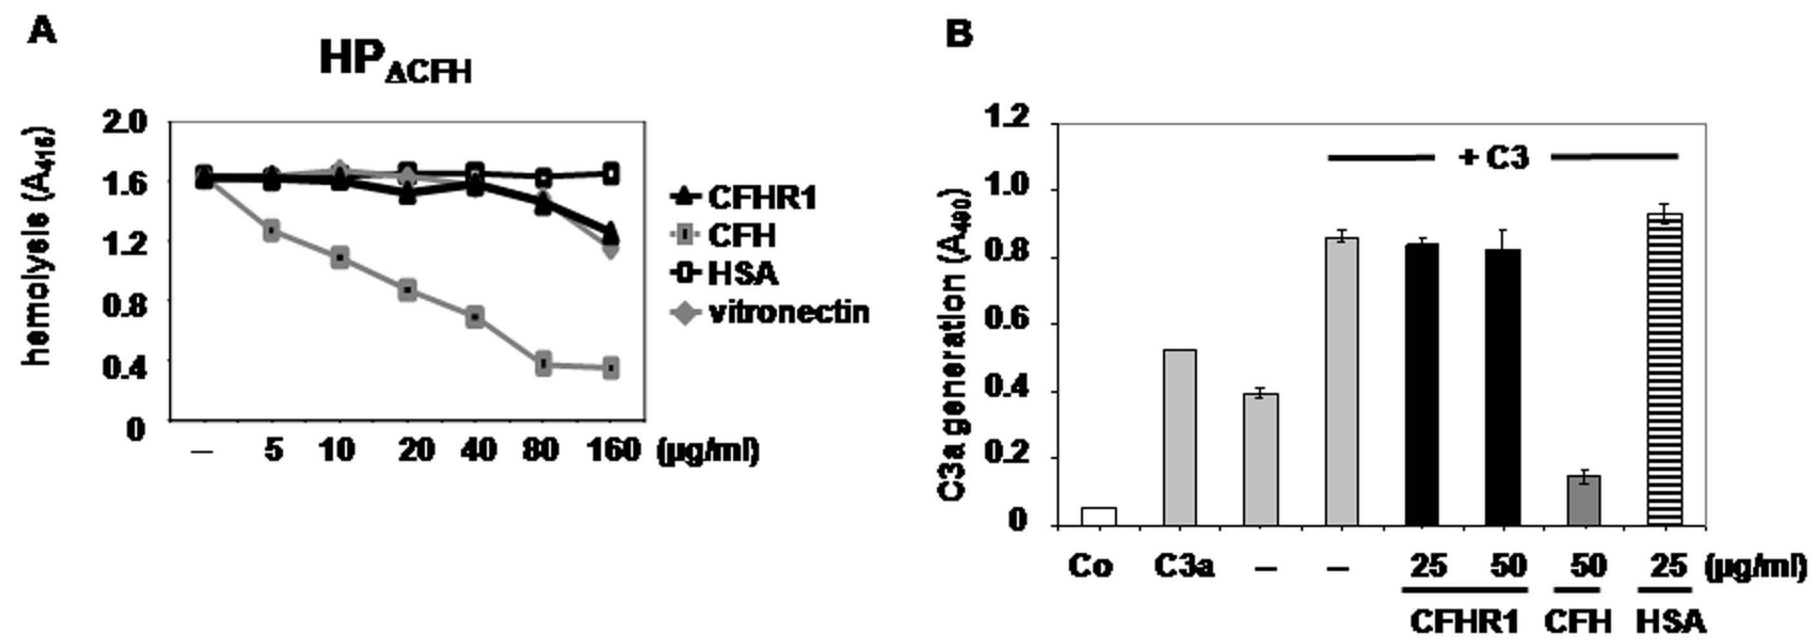 A
HPΔCFH
hemolysis (A415)
2.0
1.6
1.2
0.8
0.4
0
– 5 10 20 40 80 160 (µg/ml)
CFHR1
CFH
HSA
vitronectin
B
C3a generation (A490)
1.2
1.0
0.8
0.6
0.4
0.2
0
+ C3
Co C3a – – 25 50 50 25 (µg/ml)
CFHR1 CFH HSA